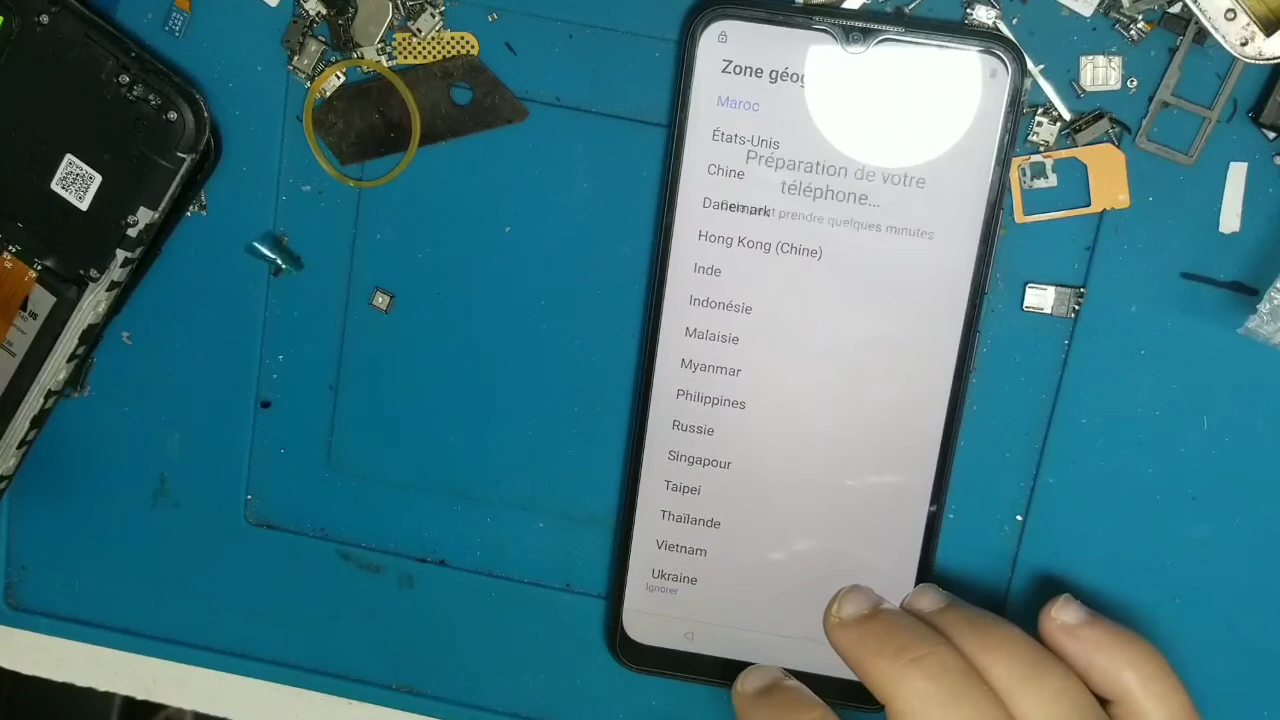 Zone géog
Maroc
États-Unis
Préparation de votre
téléphone...
Chine
Danemark
prendre quelques minutes
Hong Kong (Chine)
Inde
Indonésie
Malaisie
Myanmar
Philippines
Russie
Singapour
Taipei
Thaïlande
Vietnam
Ukraine
Ignorer